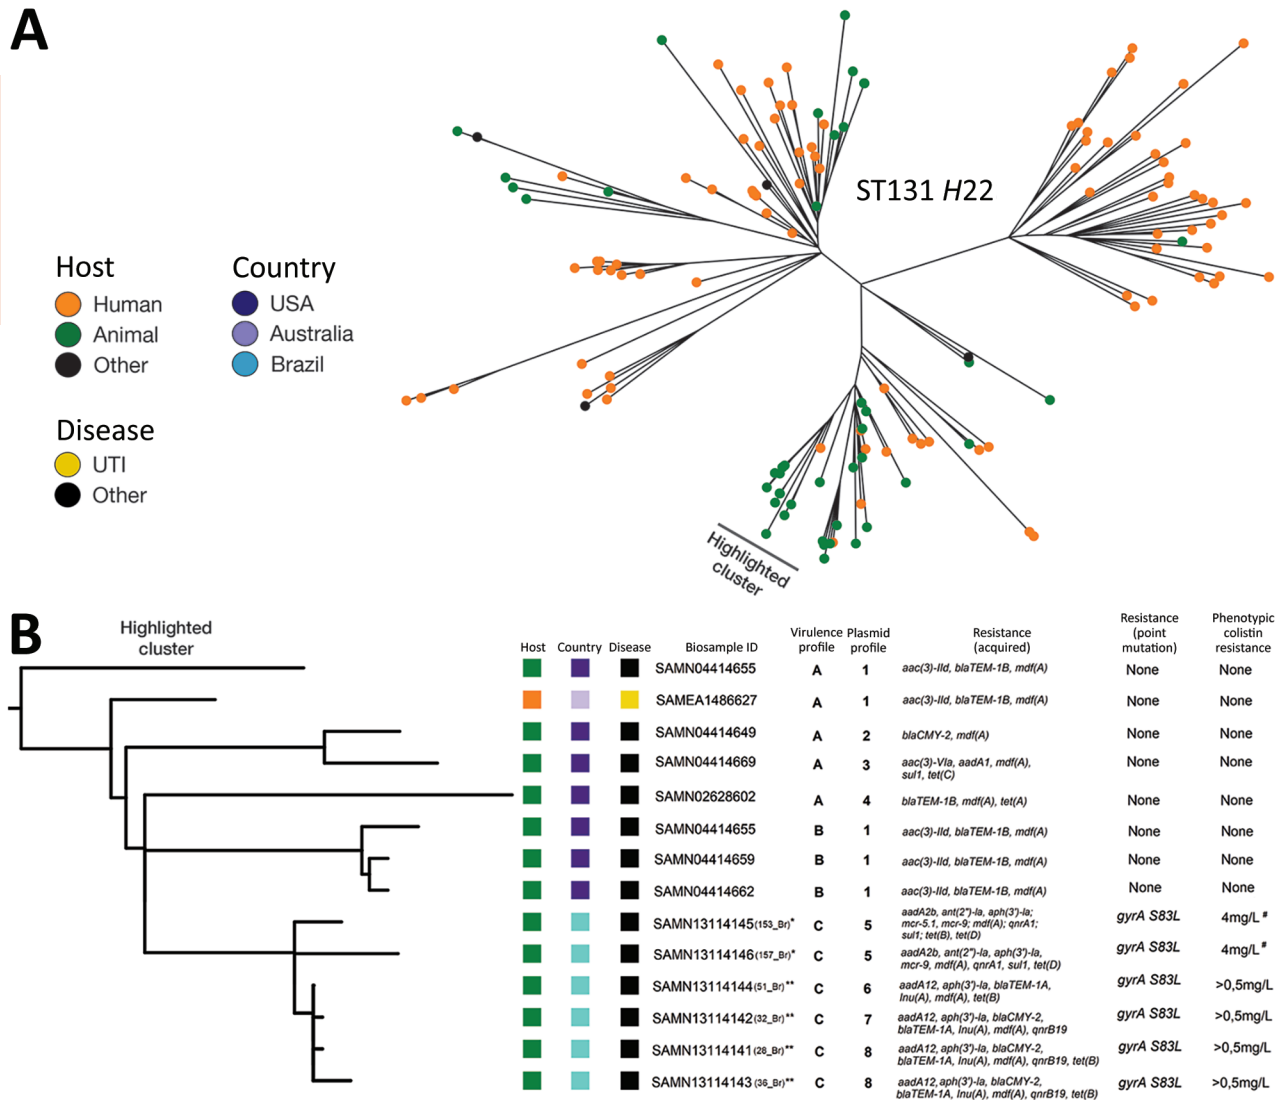 A
ST131 H22
Host
Human
Animal
Other
Country
USA
Australia
Brazil
Disease
UTI
Other
Highlighted
cluster
B
Highlighted
cluster
Host Country Disease Biosample ID Virulence profile Plasmid profile Resistance (acquired) Resistance (point mutation) Phenotypic colistin resistance
SAMN04414655 A 1 aac(3)-IId, blaTEM-1B, mdf(A) None None
SAMEA1486627 A 1 aac(3)-IId, blaTEM-1B, mdf(A) None None
SAMN04414649 A 2 blaCMY-2, mdf(A) None None
SAMN04414669 A 3 aac(3)-VIa, aadA1, mdf(A), None None
sul1, tet(C)
SAMN02628602 A 4 blaTEM-1B, mdf(A), tet(A) None None
SAMN04414655 B 1 aac(3)-IId, blaTEM-1B, mdf(A) None None
SAMN04414659 B 1 aac(3)-IId, blaTEM-1B, mdf(A) None None
SAMN04414662 B 1 aac(3)-IId, blaTEM-1B, mdf(A) None None
SAMN13114145 (153_Br)* C 5 aadA2b, ant(2")-Ia, aph(3')-Ia; gyrA S83L 4mg/L #
mcr-5.1, mcr-9; mdf(A); qnrA1;
sul1; tet(B), tet(D)
SAMN13114146 (157_Br)* C 5 aadA2b, ant(2")-Ia, aph(3')-Ia, gyrA S83L 4mg/L #
mcr-9, mdf(A), qnrA1, sul1, tet(D)
SAMN13114144 (51_Br)** C 6 aadA12, aph(3')-Ia, blaTEM-1A, gyrA S83L >0,5mg/L
lnu(A), mdf(A), tet(B)
SAMN13114142 (32_Br)** C 7 aadA12, aph(3')-Ia, blaCMY-2, gyrA S83L >0,5mg/L
blaTEM-1A, lnu(A), mdf(A), qnrB19
SAMN13114141 (28_Br)** C 8 aadA12, aph(3')-Ia, blaCMY-2, gyrA S83L >0,5mg/L
blaTEM-1A, lnu(A), mdf(A), qnrB19, tet(B)
SAMN13114143 (36_Br)** C 8 aadA12, aph(3')-Ia, blaCMY-2, gyrA S83L >0,5mg/L
blaTEM-1A, lnu(A), mdf(A), qnrB19, tet(B)